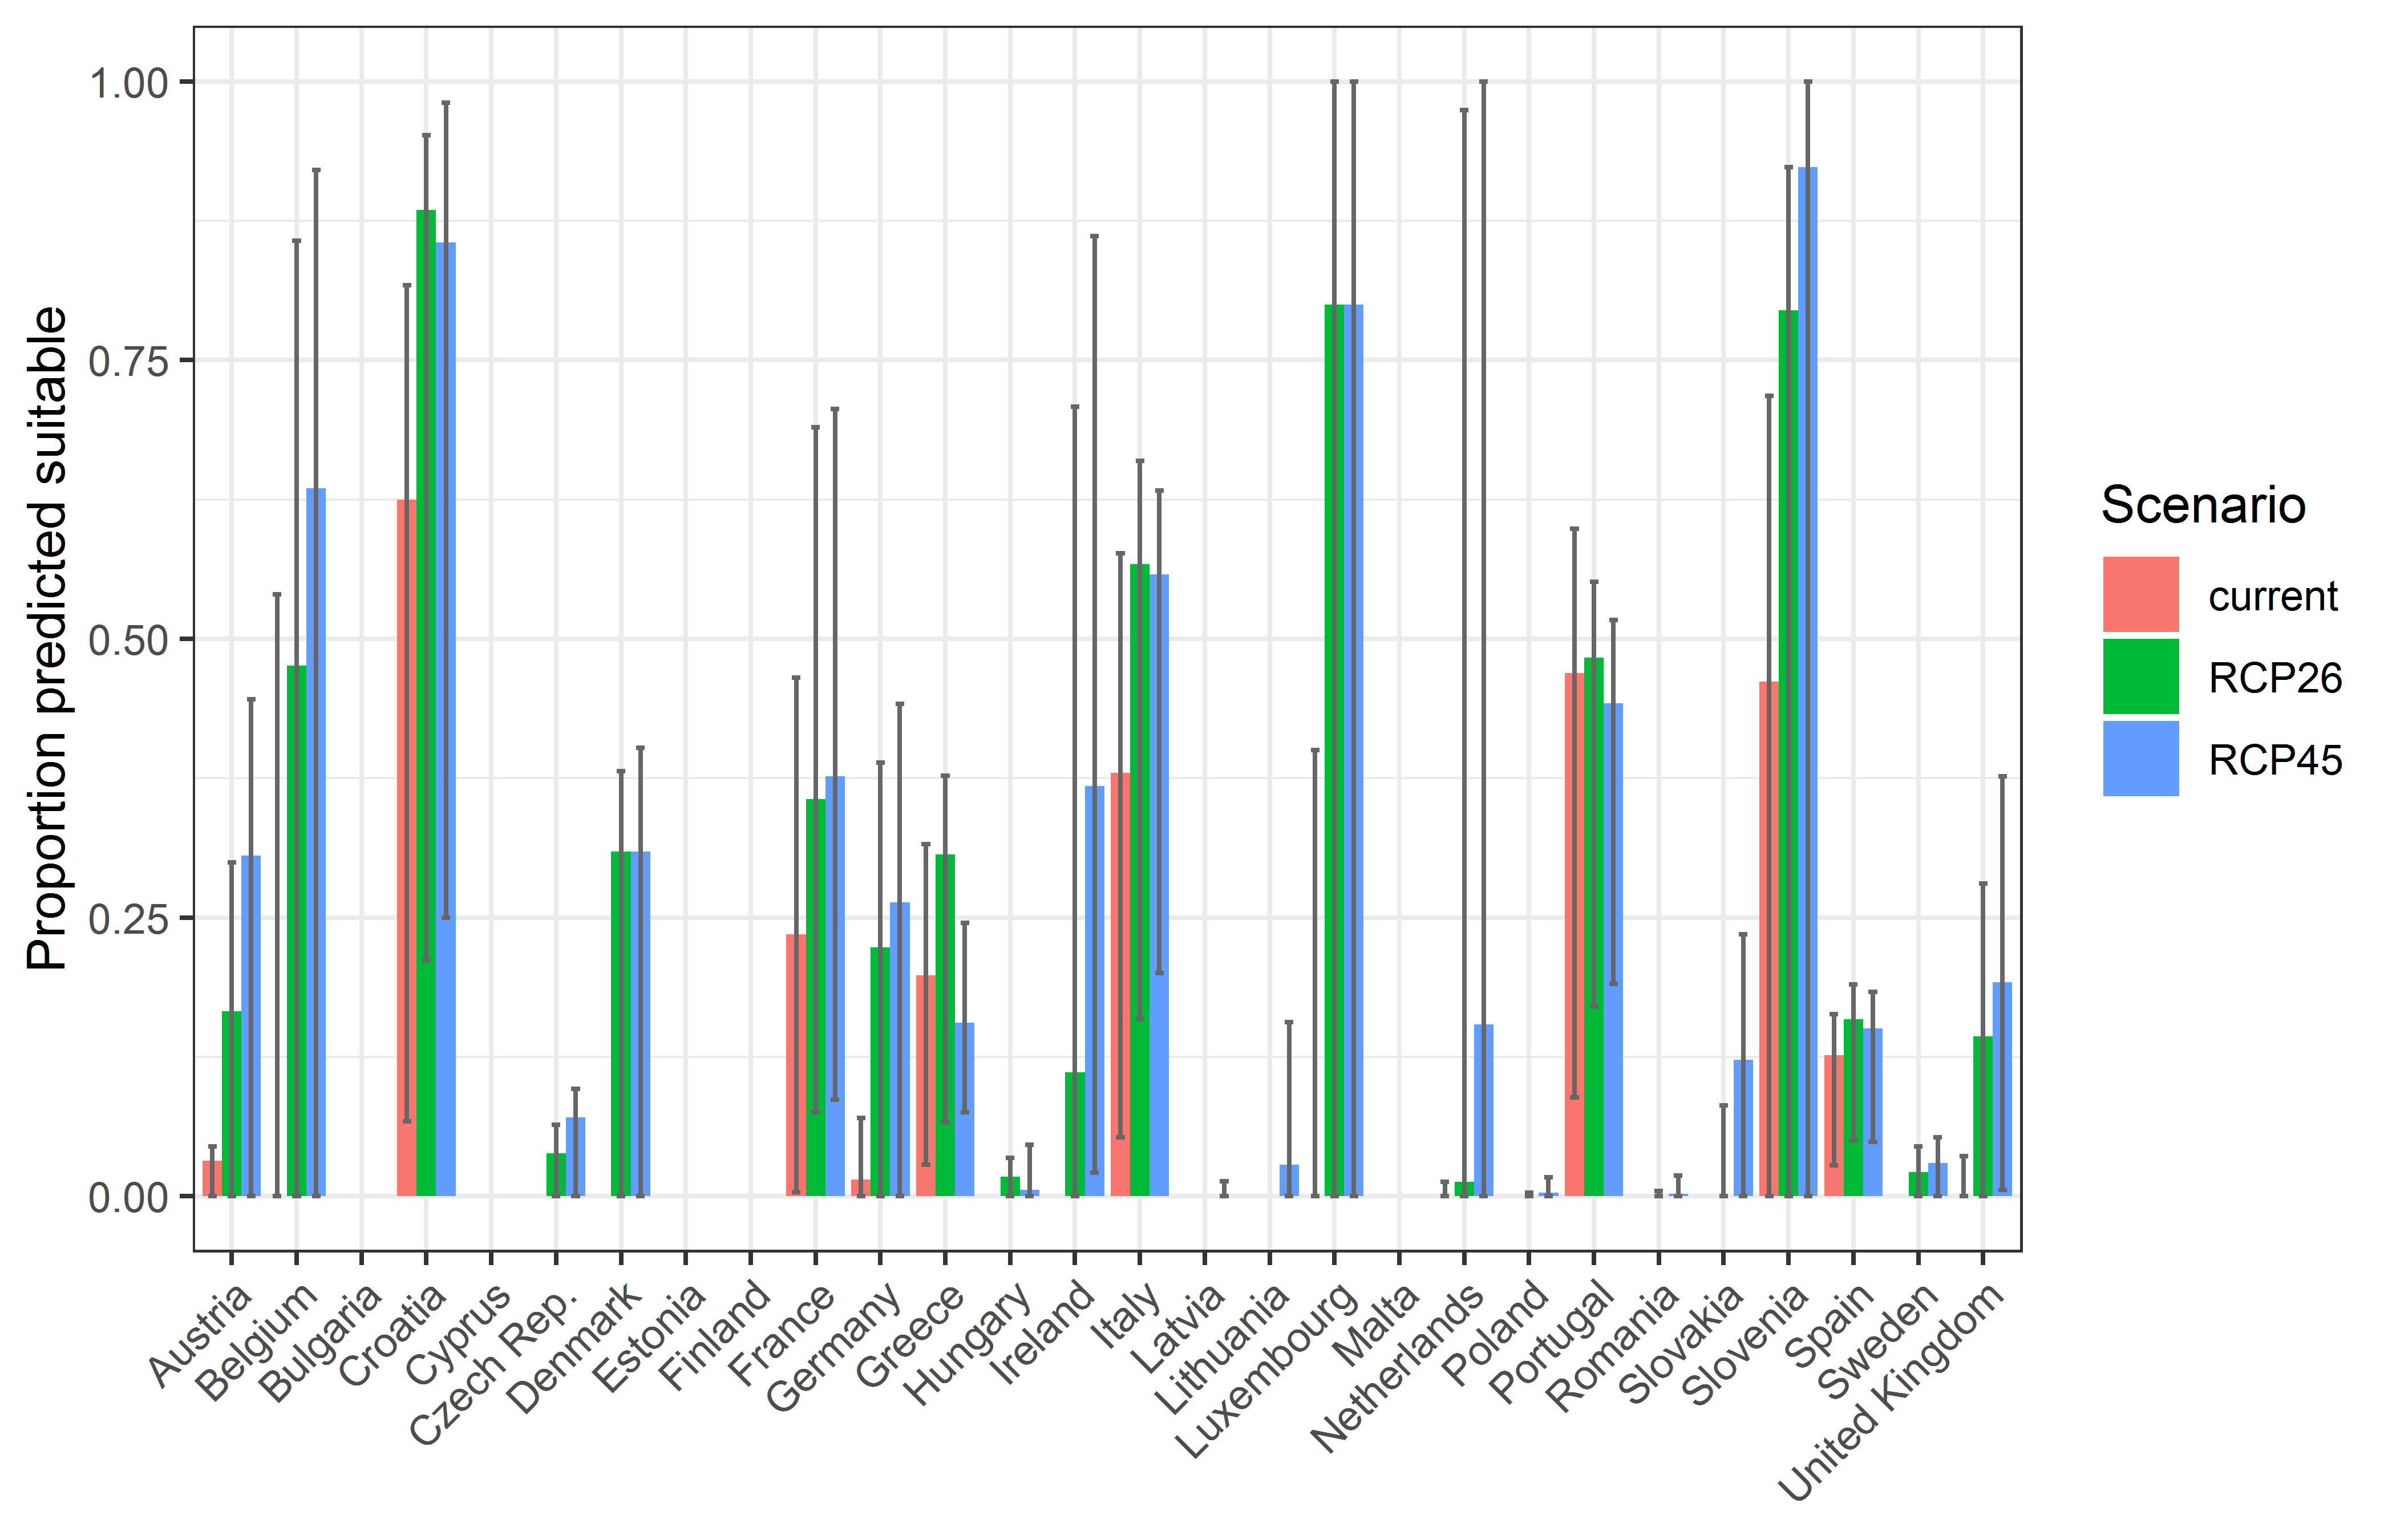 Proportion predicted suitable
1.00
0.75
0.50
0.25
0.00
Austria
Belgium
Bulgaria
Croatia
Cyprus
Czech Rep.
Denmark
Estonia
Finland
France
Germany
Greece
Hungary
Ireland
Italy
Latvia
Lithuania
Luxembourg
Malta
Netherlands
Poland
Portugal
Romania
Slovakia
Slovenia
Spain
Sweden
United Kingdom
Scenario
current
RCP26
RCP45